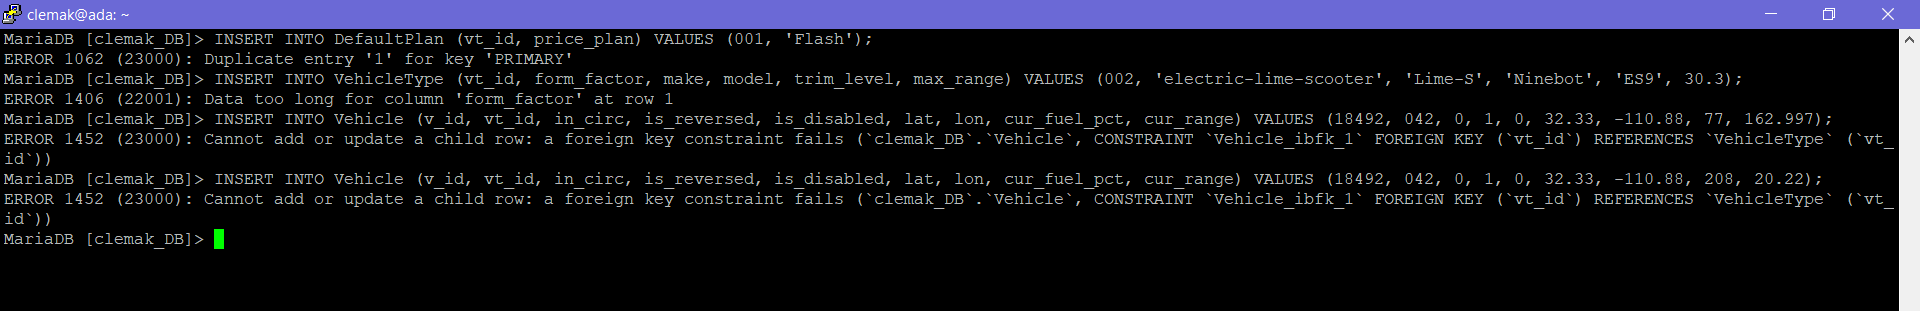 clemak@ada: ~
MariaDB [clemak_DB]> INSERT INTO DefaultPlan (vt_id, price_plan) VALUES (001, 'Flash');
ERROR 1062 (23000): Duplicate entry '1' for key 'PRIMARY'
MariaDB [clemak_DB]> INSERT INTO VehicleType (vt_id, form_factor, make, model, trim_level, max_range) VALUES (002, 'electric-lime-scooter', 'Lime-S', 'Ninebot', 'ES9', 30.3);
ERROR 1406 (22001): Data too long for column 'form_factor' at row 1
MariaDB [clemak_DB]> INSERT INTO Vehicle (v_id, vt_id, in_circ, is_reversed, is_disabled, lat, lon, cur_fuel_pct, cur_range) VALUES (18492, 042, 0, 1, 0, 32.33, -110.88, 77, 162.997);
ERROR 1452 (23000): Cannot add or update a child row: a foreign key constraint fails (`clemak_DB`.`Vehicle`, CONSTRAINT `Vehicle_ibfk_1` FOREIGN KEY (`vt_id`) REFERENCES `VehicleType` (`vt_
id`))
MariaDB [clemak_DB]> INSERT INTO Vehicle (v_id, vt_id, in_circ, is_reversed, is_disabled, lat, lon, cur_fuel_pct, cur_range) VALUES (18492, 042, 0, 1, 0, 32.33, -110.88, 208, 20.22);
ERROR 1452 (23000): Cannot add or update a child row: a foreign key constraint fails (`clemak_DB`.`Vehicle`, CONSTRAINT `Vehicle_ibfk_1` FOREIGN KEY (`vt_id`) REFERENCES `VehicleType` (`vt_
id`))
MariaDB [clemak_DB]>